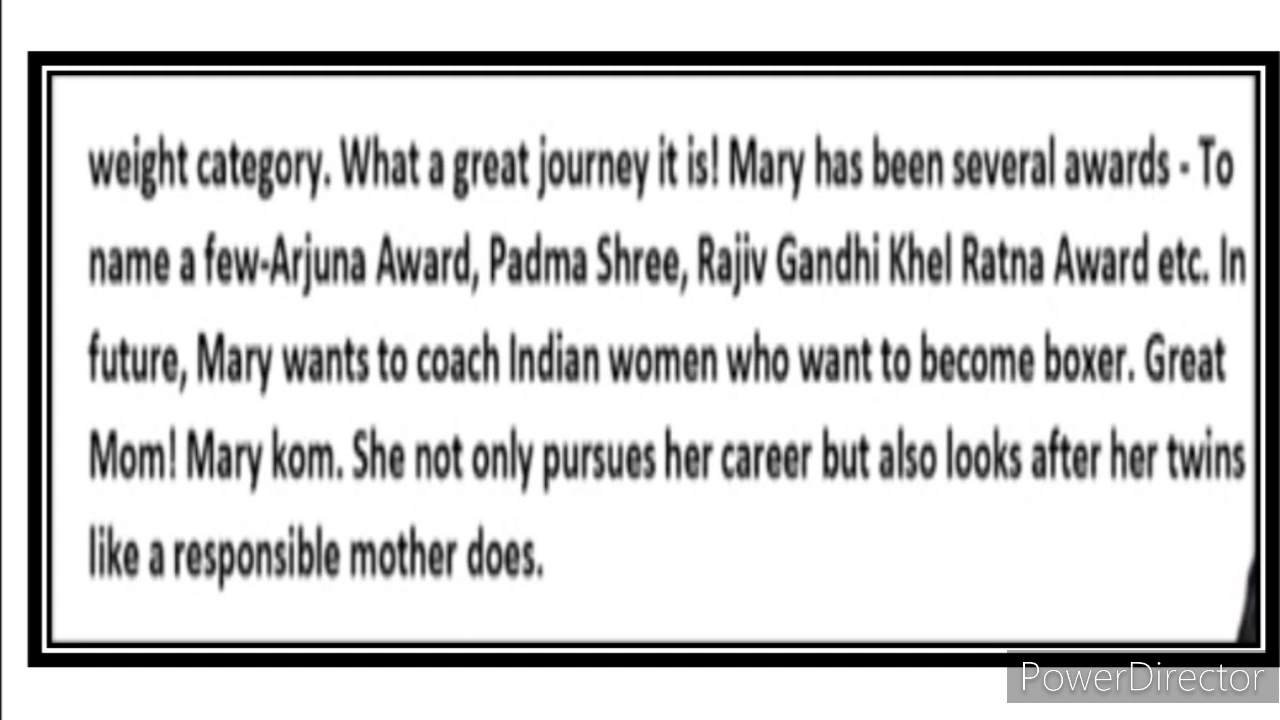 weight category. What a great journey it is! Mary has been several awards - To
name a few-Arjuna Award, Padma Shree, Rajiv Gandhi Khel Ratna Award etc. In
future, Mary wants to coach Indian women who want to become boxer. Great
Mom! Mary kom. She not only pursues her career but also looks after her twins
like a responsible mother does.
PowerDirector